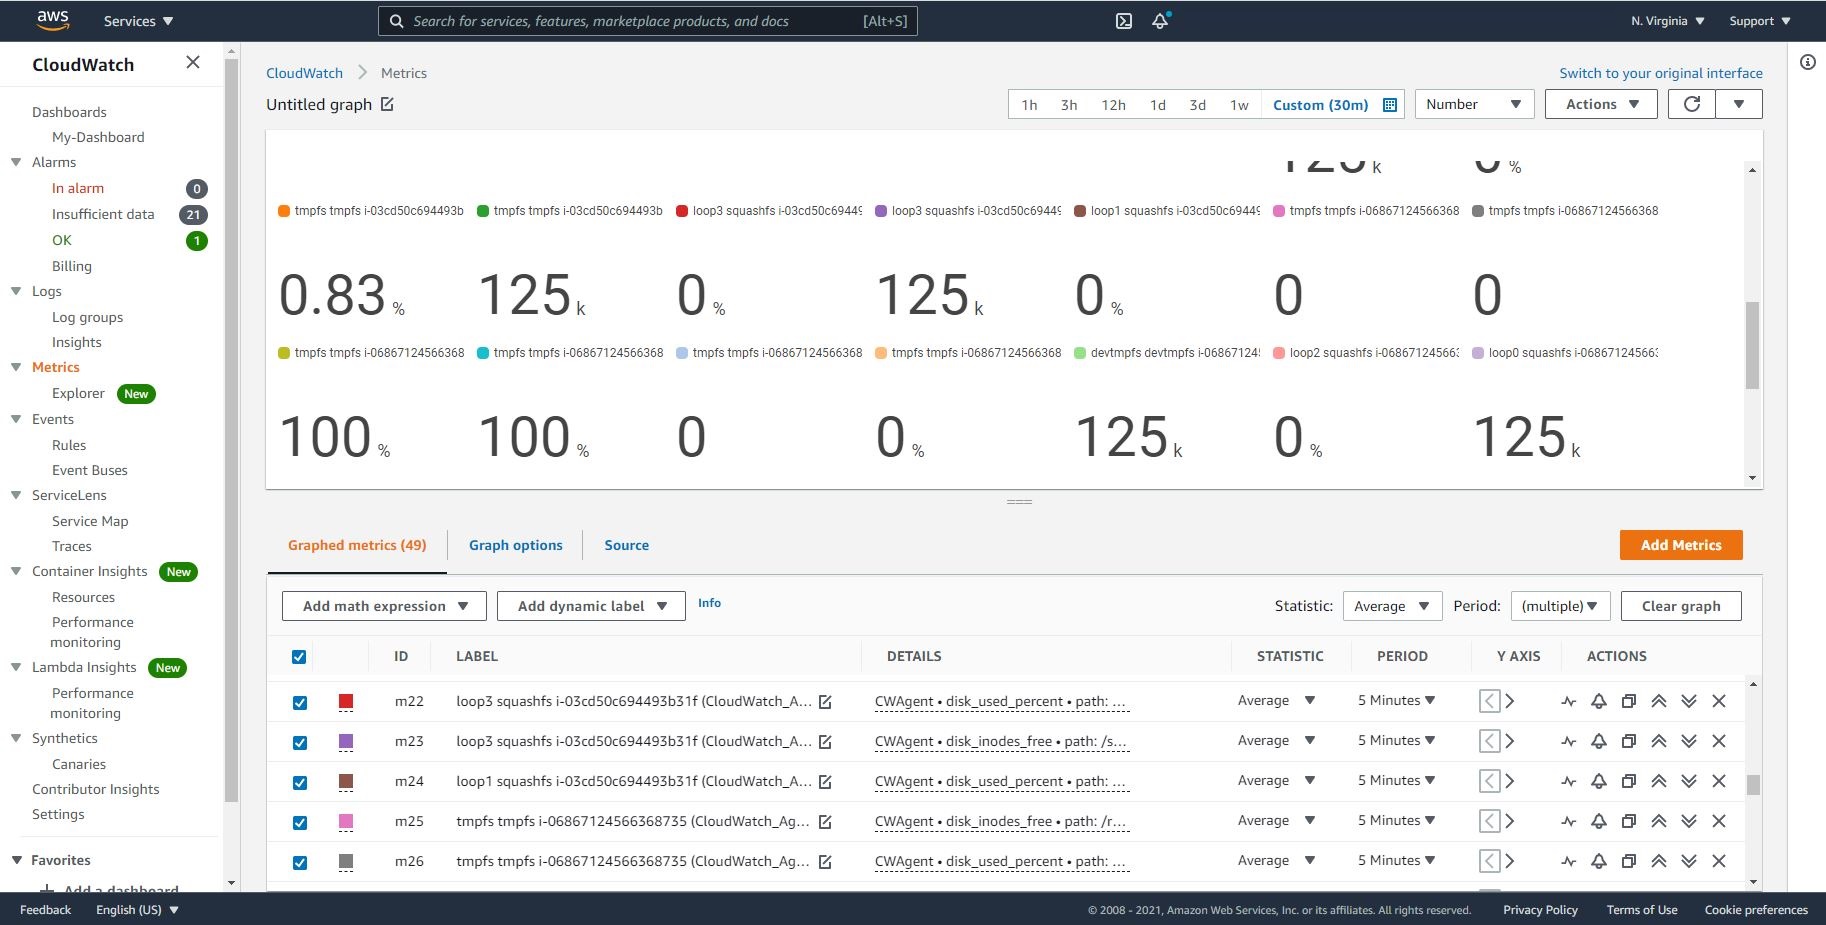 aws
Services
Search for services, features, marketplace products, and docs
[Alt+S]
N. Virginia
Support
CloudWatch
Dashboards
My-Dashboard
Alarms
In alarm
0
Insufficient data
21
OK
1
Billing
Logs
Log groups
Insights
Metrics
Explorer
New
Events
Rules
Event Buses
ServiceLens
Service Map
Traces
Container Insights
New
Resources
Performance
monitoring
Lambda Insights
New
Performance
monitoring
Synthetics
Canaries
Contributor Insights
Settings
Favorites
Add a dashboard
CloudWatch
Metrics
Switch to your original interface
Untitled graph
1h
3h
12h
1d
3d
1w
Custom (30m)
Number
Actions
125 k
0 %
tmpfs tmpfs i-03cd50c694493b
tmpfs tmpfs i-03cd50c694493b
loop3 squashfs i-03cd50c69449
loop3 squashfs i-03cd50c69449
loop1 squashfs i-03cd50c69449
tmpfs tmpfs i-06867124566368
tmpfs tmpfs i-06867124566368
0.83 %
125 k
0 %
125 k
0 %
0
0
tmpfs tmpfs i-06867124566368
tmpfs tmpfs i-06867124566368
tmpfs tmpfs i-06867124566368
tmpfs tmpfs i-06867124566368
devtmpfs devtmpfs i-06867124
loop2 squashfs i-0686712456
loop0 squashfs i-0686712456
100 %
100 %
0
0 %
125 k
0 %
125 k
Graphed metrics (49)
Graph options
Source
Add Metrics
Add math expression
Add dynamic label
Info
Statistic:
Average
Period:
(multiple)
Clear graph
ID
LABEL
DETAILS
STATISTIC
PERIOD
Y AXIS
ACTIONS
m22
loop3 squashfs i-03cd50c694493b31f (CloudWatch_A...
CWAgent • disk_used_percent • path: ...
Average
5 Minutes
m23
loop3 squashfs i-03cd50c694493b31f (CloudWatch_A...
CWAgent • disk_inodes_free • path: /s...
Average
5 Minutes
m24
loop1 squashfs i-03cd50c694493b31f (CloudWatch_A...
CWAgent • disk_used_percent • path: ...
Average
5 Minutes
m25
tmpfs tmpfs i-06867124566368735 (CloudWatch_Ag...
CWAgent • disk_inodes_free • path: /r...
Average
5 Minutes
m26
tmpfs tmpfs i-06867124566368735 (CloudWatch_Ag...
CWAgent • disk_used_percent • path: ...
Average
5 Minutes
Feedback
English (US)
© 2008 - 2021, Amazon Web Services, Inc. or its affiliates. All rights reserved.
Privacy Policy
Terms of Use
Cookie preferences